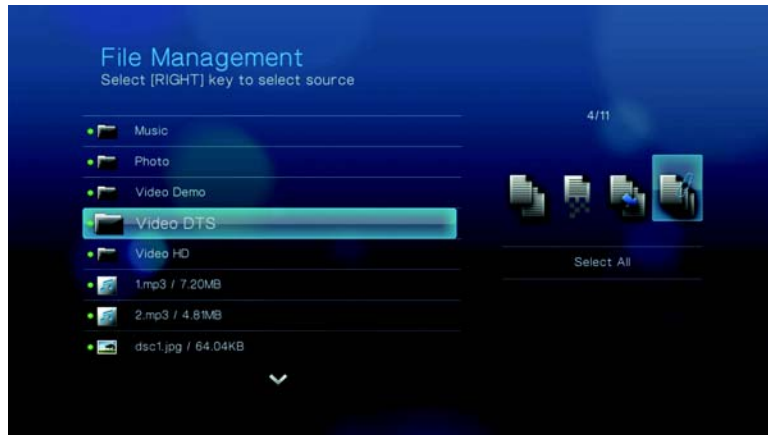 File Management
Select [RIGHT] key to select source
4/11
Music
Photo
Video Demo
Video DTS
Video HD
1.mp3 / 7.20MB
2.mp3 / 4.81MB
dsc1.jpg / 64.04KB
Select All